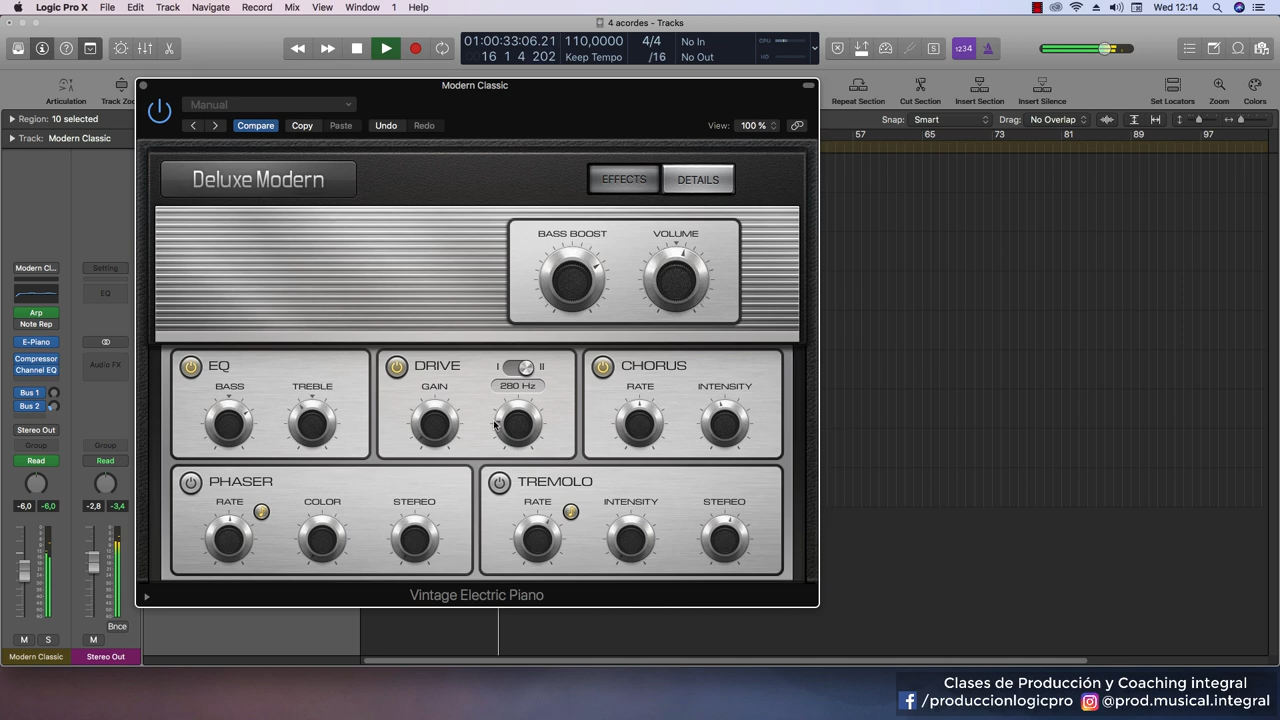 Logic Pro X File Edit Track Navigate Record Mix View Window 1 Help Wed 12:14
4 acordes - Tracks
01:00:33:06.21 110,0000 4/4 No In CPU
16 1 4 202 Keep Tempo /16 No Out
1234
S
Articulation Track Zoo Repeat Section Cut Section Insert Section Insert Silence Set Locators Zoom Colors
Modern Classic
Region: 10 selected
Track: Modern Classic
Snap: Smart Drag: No Overlap
57 65 73 81 89 97
Manual
Compare Copy Paste Undo Redo View: 100 %
Deluxe Modern EFFECTS DETAILS
BASS BOOST VOLUME
EQ DRIVE I II CHORUS
BASS TREBLE GAIN 280 Hz RATE INTENSITY
PHASER TREMOLO
RATE COLOR STEREO RATE INTENSITY STEREO
Vintage Electric Piano
Modern Cl... Setting
EQ
Arp
Note Rep
E-Piano
Compressor Audio FX
Channel EQ
Bus 1
Bus 2
Stereo Out
Group Group
Read Read
-6,0 -6,0 -2,8 -3,4
Bnce
M S M
Modern Classic Stereo Out
Clases de Producción y Coaching integral
/produccionlogicpro @prod.musical.integral